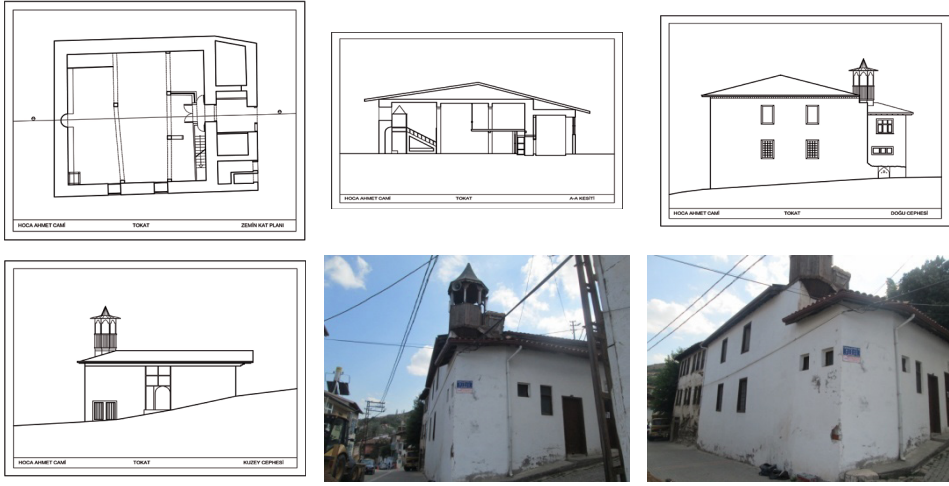 HOCA AHMET CAMİ TOKAT ZEMİN KAT PLANI
HOCA AHMET CAMİ TOKAT A-A KESİTİ
HOCA AHMET CAMİ TOKAT DOĞU CEPHESİ
HOCA AHMET CAMİ TOKAT KUZEY CEPHESİ